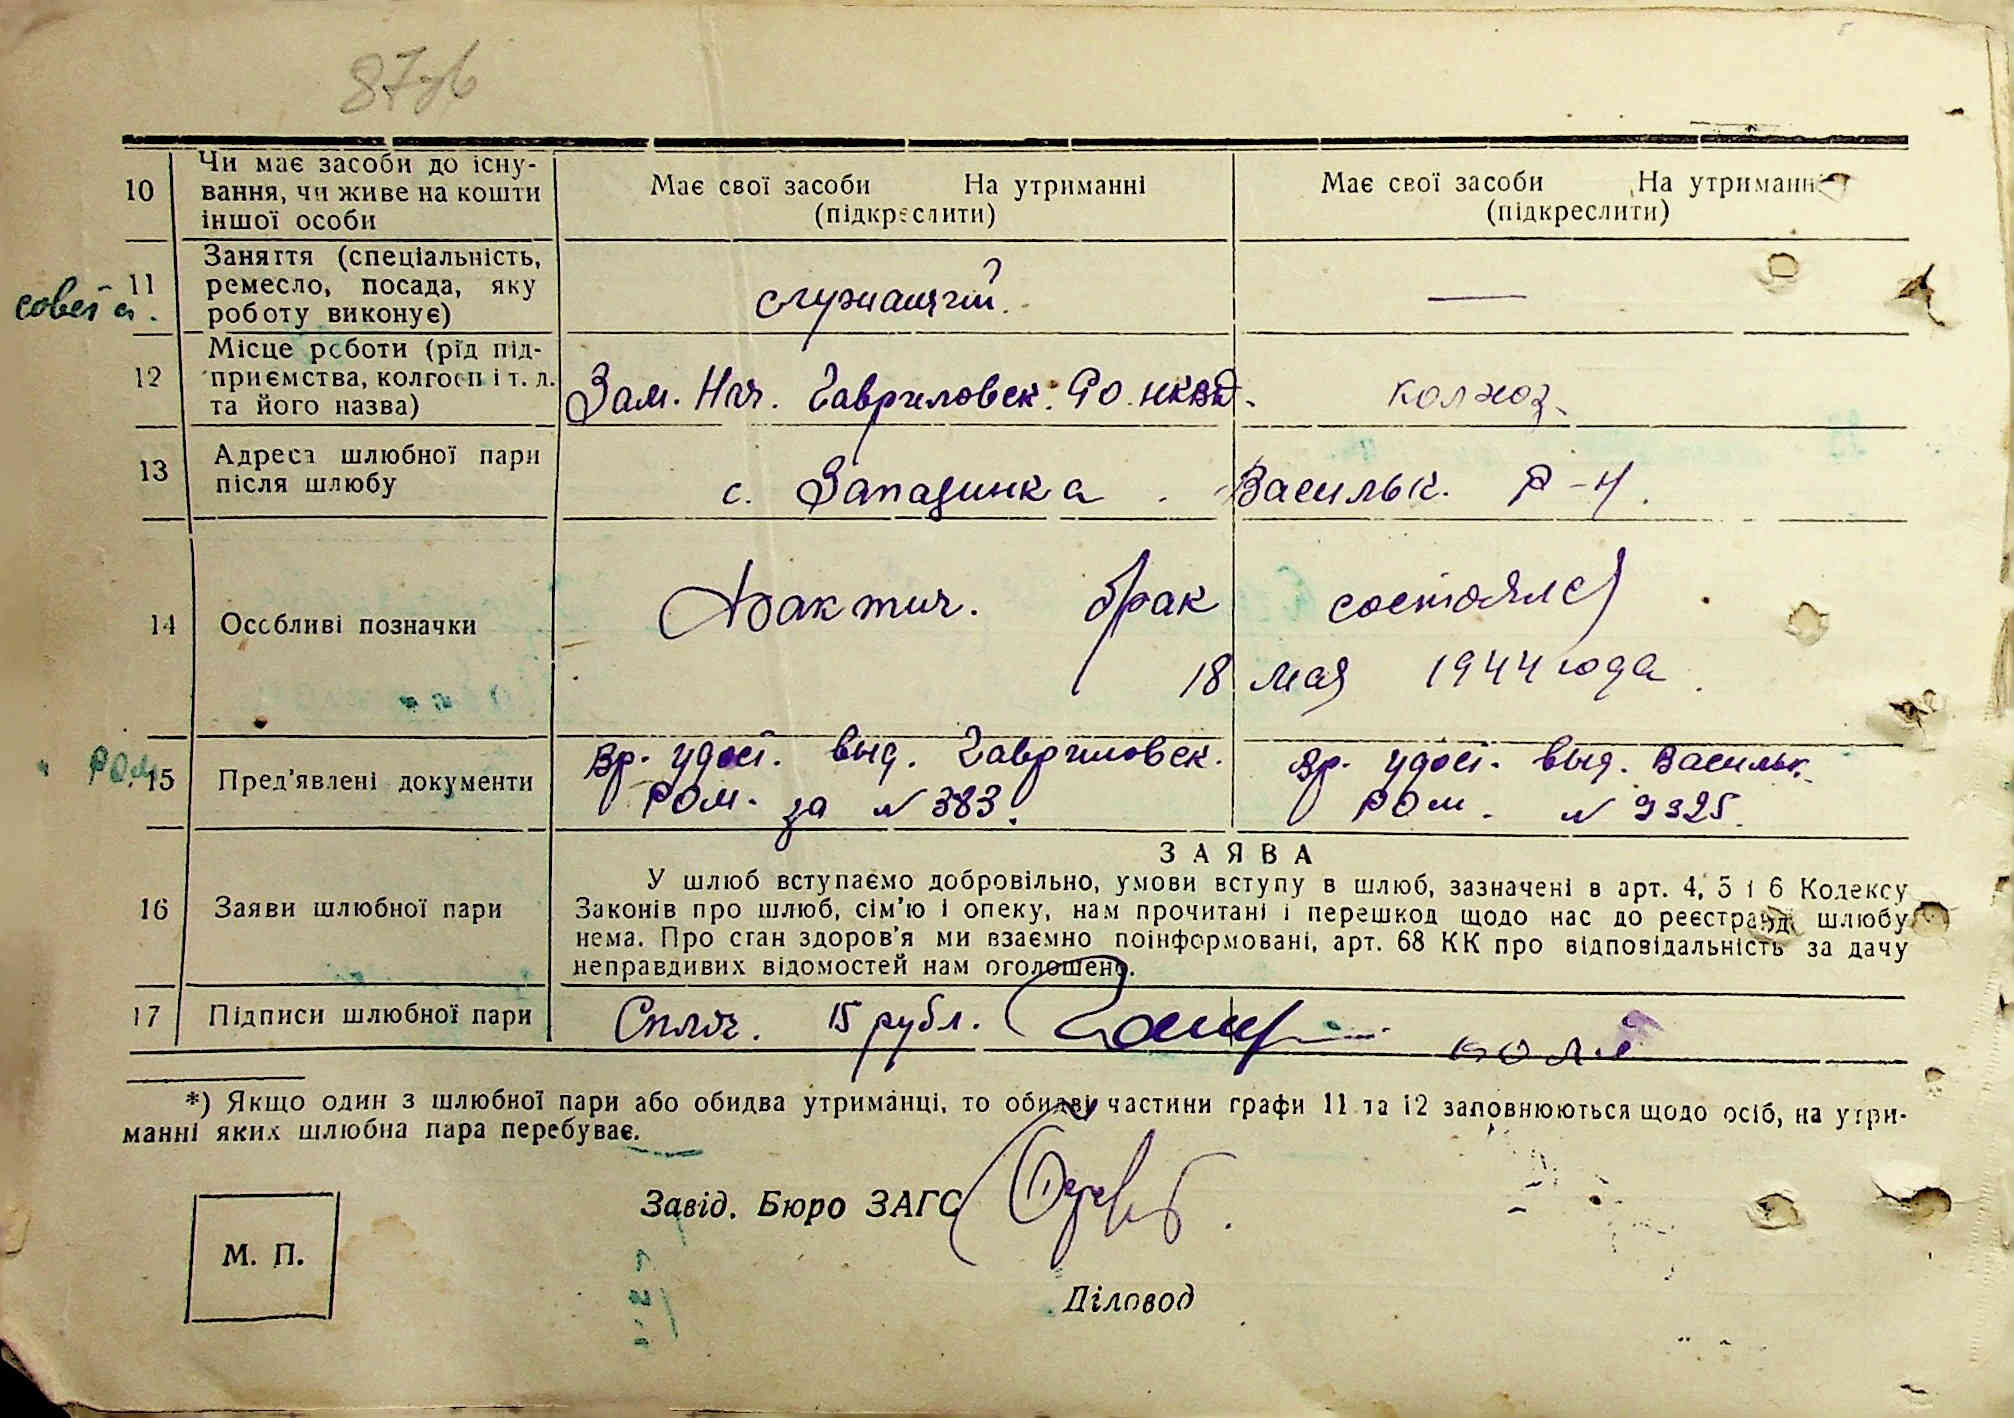 87
10 Чи має засоби до існу-
вання, чи живе на кошти
іншої особи
Має свої засоби На утриманні
(підкреслити)
Має свої засоби На утриманні
(підкреслити)
11 Заняття (спеціальність,
ремесло, посада, яку
роботу виконує)
служащий.
—
12 Місце роботи (рід під-
приємства, колгосп і т. д.
та його назва)
Зам. Нач. Гавриловск. РО. НКВД.
колхоз.
13 Адреса шлюбної пари
після шлюбу
с. Западинка. Васильк. Р-н.
14 Особливі позначки
Фактич. брак состоялся
18 мая 1944 года.
15 Пред'явлені документи
Вр. удост. выд. Гавриловск.
РОМ. за № 383.
Вр. удост. выд. Васильк.
РОМ. № 9325.
16 Заяви шлюбної пари
ЗАЯВА
У шлюб вступаємо добровільно, умови вступу в шлюб, зазначені в арт. 4, 5 і 6 Кодексу
Законів про шлюб, сім'ю і опеку, нам прочитані і перешкод щодо нас до реєстрації шлюбу
нема. Про стан здоров'я ми взаємно поінформовані, арт. 68 КК про відповідальність за дачу
неправдивих відомостей нам оголошено.
17 Підписи шлюбної пари
Сплач. 15 рубл.
*) Якщо один з шлюбної пари або обидва утриманці, то обидві частини графи 11 та 12 заповнюються щодо осіб, на утри-
манні яких шлюбна пара перебуває.
Завід. Бюро ЗАГС
М. П.
Діловод